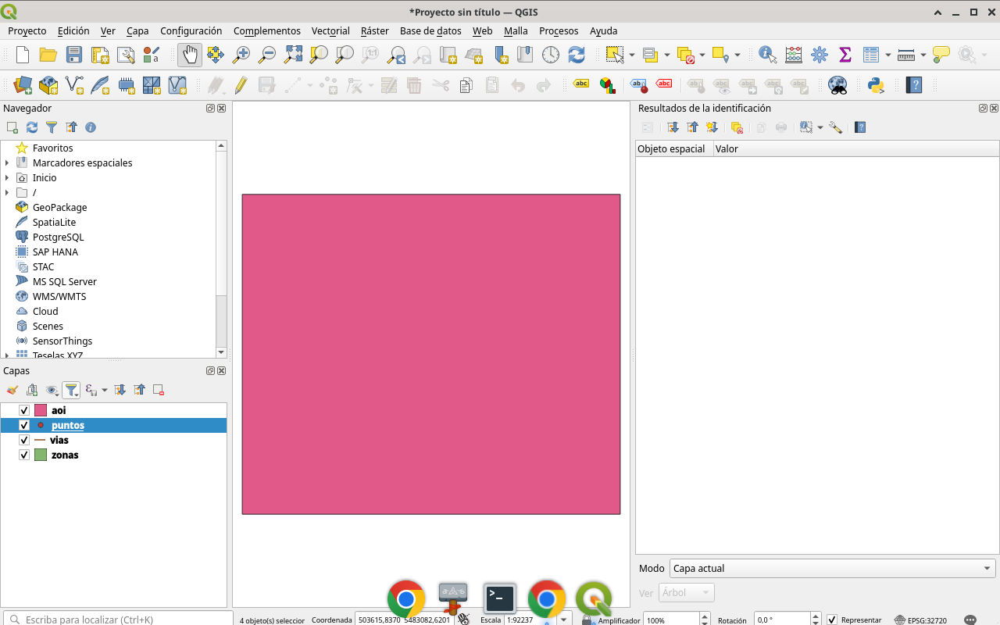 *Proyecto sin título — QGIS
Proyecto Edición Ver Capa Configuración Complementos Vectorial Ráster Base de datos Web Malla Procesos Ayuda
Navegador
Favoritos
Marcadores espaciales
Inicio
/
GeoPackage
SpatiaLite
PostgreSQL
SAP HANA
STAC
MS SQL Server
WMS/WMTS
Cloud
Scenes
SensorThings
Teselas XYZ
Capas
aoi
puntos
vias
zonas
Resultados de la identificación
Objeto espacial Valor
Modo Capa actual
Ver Árbol
Escriba para localizar (Ctrl+K)
4 objeto(s) seleccior Coordenada 503615,8370 5483082,6201 Escala 1:92237 Amplificador 100% Rotación 0,0 ° Representar EPSG:32720